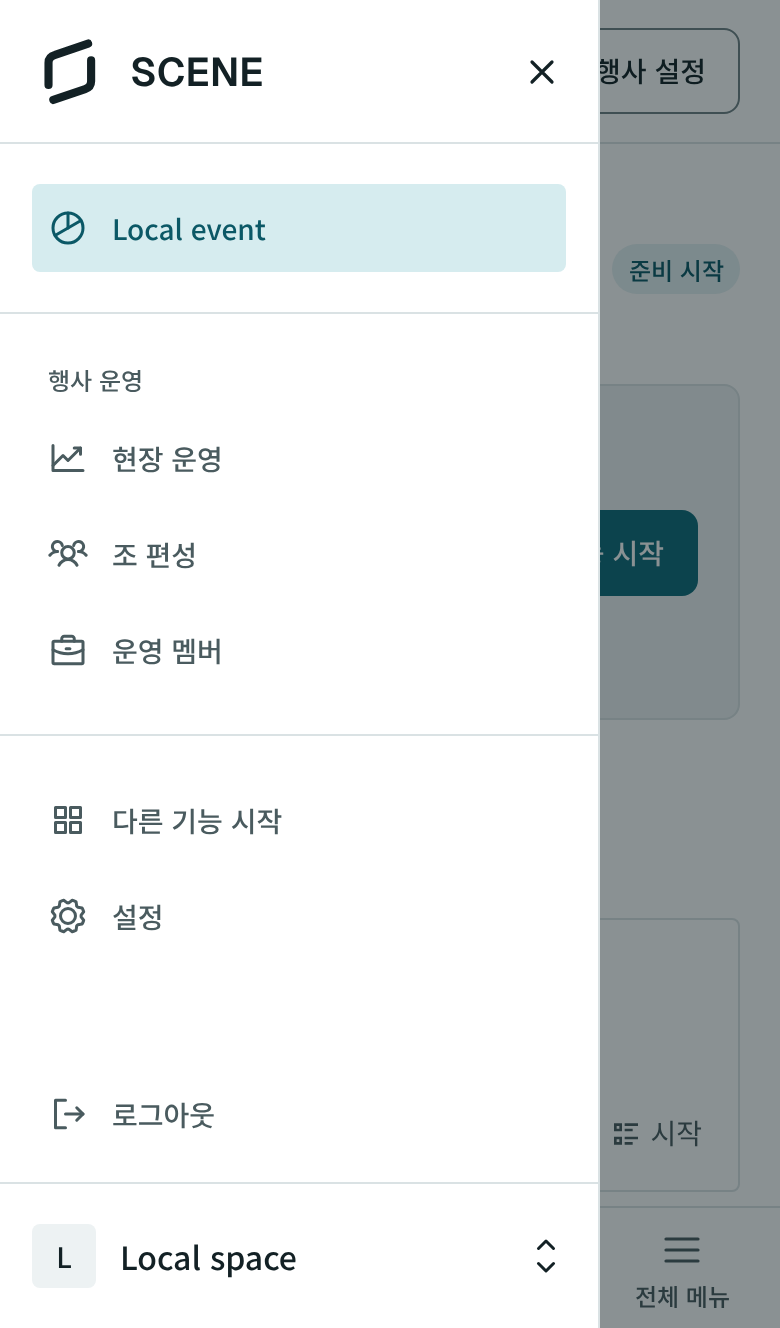 SCENE
행사 설정
Local event
준비 시작
행사 운영
현장 운영
조 편성
시작
운영 멤버
다른 기능 시작
설정
로그아웃
시작
L
Local space
전체 메뉴